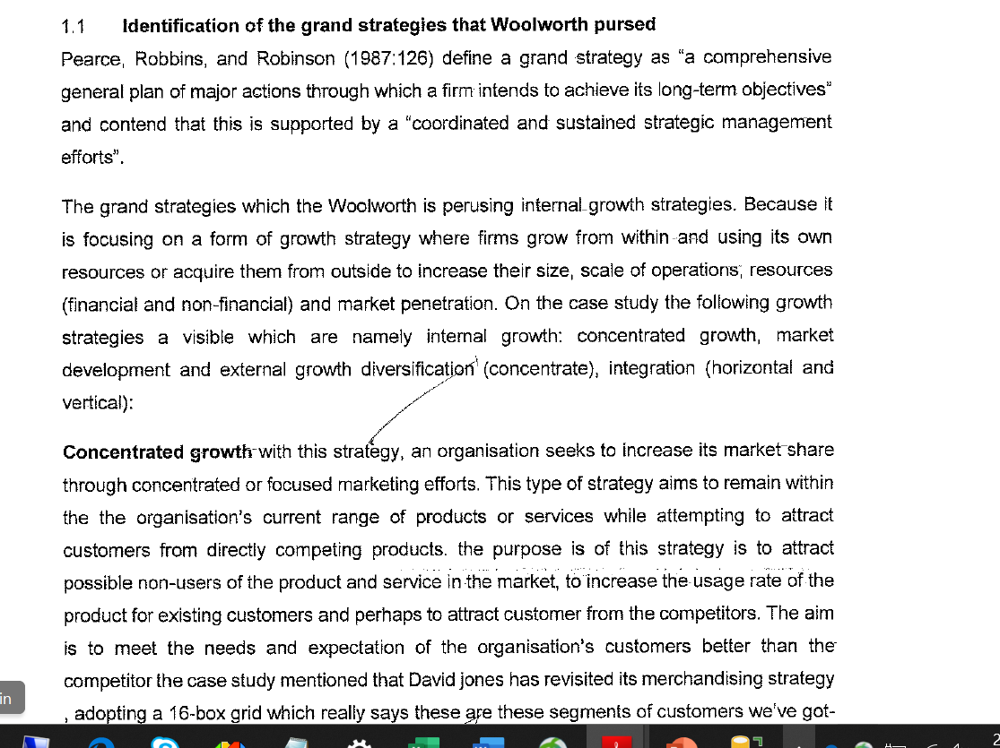 1.1 Identification of the grand strategies that Woolworth pursed
Pearce, Robbins, and Robinson (1987:126) define a grand strategy as “a comprehensive
general plan of major actions through which a firm intends to achieve its long-term objectives”
and contend that this is supported by a “coordinated and sustained strategic management
efforts”.
The grand strategies which the Woolworth is perusing internal growth strategies. Because it
is focusing on a form of growth strategy where firms grow from within and using its own
resources or acquire them from outside to increase their size, scale of operations, resources
(financial and non-financial) and market penetration. On the case study the following growth
strategies a visible which are namely internal growth: concentrated growth, market
development and external growth diversification (concentrate), integration (horizontal and
vertical):
Concentrated growth with this strategy, an organisation seeks to increase its market share
through concentrated or focused marketing efforts. This type of strategy aims to remain within
the the organisation’s current range of products or services while attempting to attract
customers from directly competing products. the purpose is of this strategy is to attract
possible non-users of the product and service in the market, to increase the usage rate of the
product for existing customers and perhaps to attract customer from the competitors. The aim
is to meet the needs and expectation of the organisation’s customers better than the
competitor the case study mentioned that David jones has revisited its merchandising strategy
in
, adopting a 16-box grid which really says these are these segments of customers we’ve got-